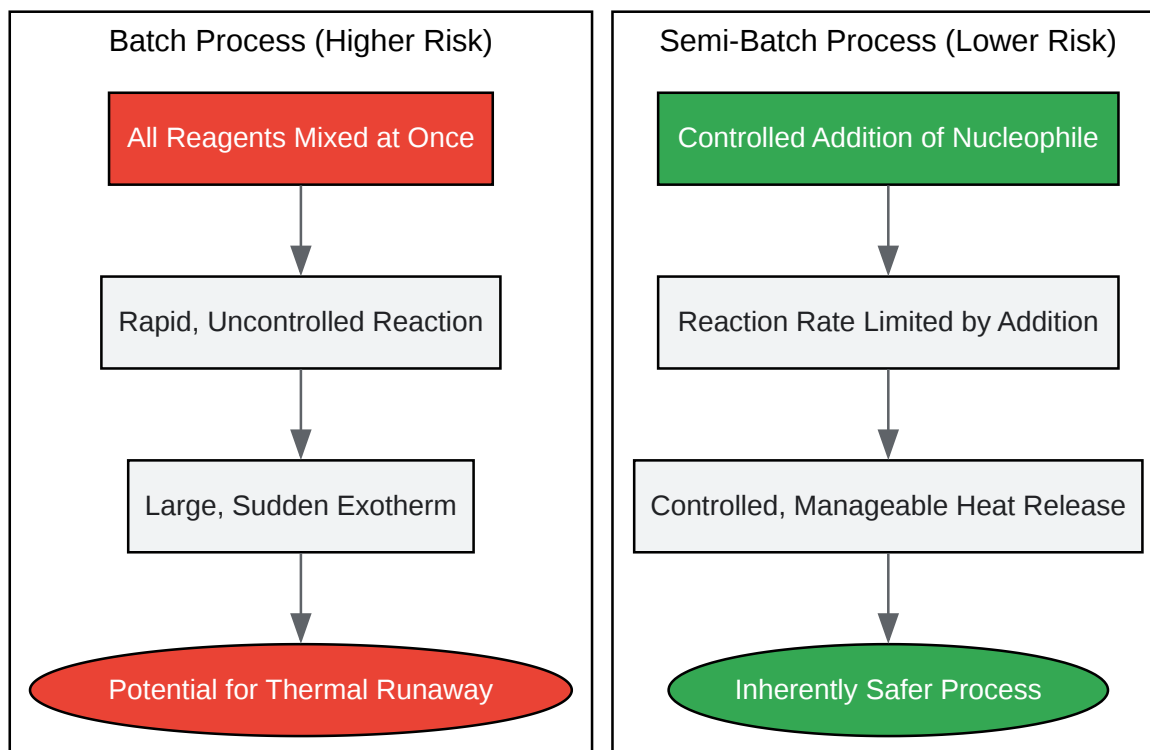 Batch Process (Higher Risk)
All Reagents Mixed at Once
Rapid, Uncontrolled Reaction
Large, Sudden Exotherm
Potential for Thermal Runaway
Semi-Batch Process (Lower Risk)
Controlled Addition of Nucleophile
Reaction Rate Limited by Addition
Controlled, Manageable Heat Release
Inherently Safer Process